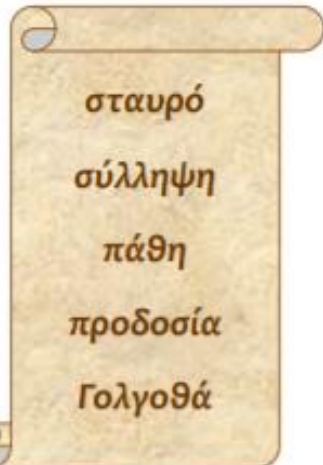 σταυρό
σύλληψη
πάθη
προδοσία
Γολγοθά